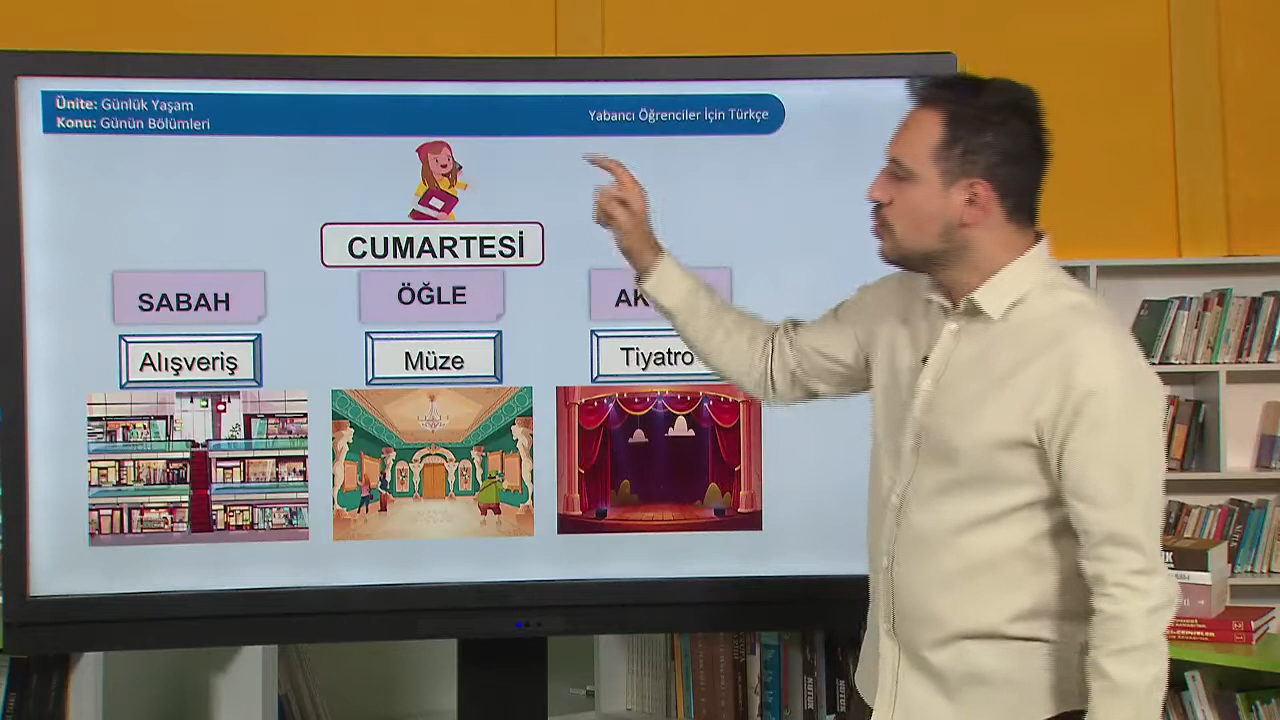 Ünite: Günlük Yaşam
Konu: Günün Bölümleri
Yabancı Öğrenciler İçin Türkçe
CUMARTESİ
SABAH
ÖĞLE
Alışveriş
Müze
Tiyatro